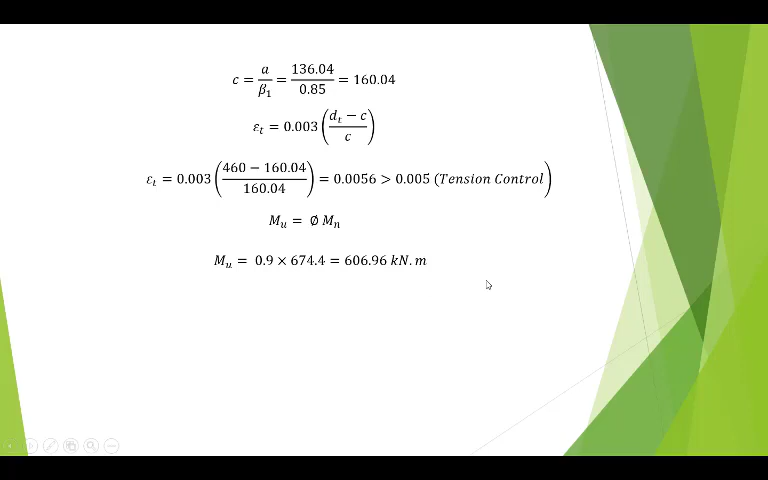 c = a/β₁ = 136.04/0.85 = 160.04
εₜ = 0.003 ((dₜ − c)/c)
εₜ = 0.003 ((460 − 160.04)/160.04) = 0.0056 > 0.005 (Tension Control)
Mᵤ = ∅ Mₙ
Mᵤ = 0.9 × 674.4 = 606.96 kN.m